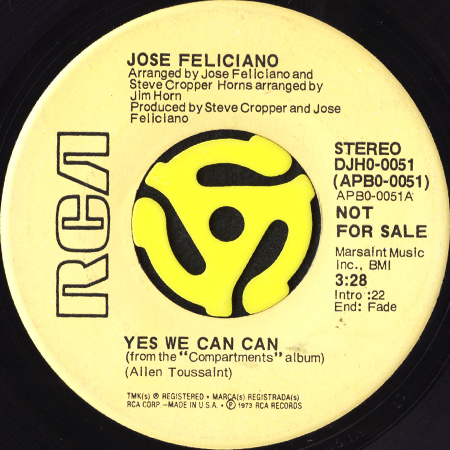 JOSE FELICIANO
Arranged by Jose Feliciano and
Steve Cropper Horns arranged by
Jim Horn
Produced by Steve Cropper and Jose
Feliciano
RCA
STEREO
DJH0-0051
(APB0-0051)
APB0-0051A
NOT
FOR SALE
Marsaint Music
Inc., BMI
3:28
Intro :22
End: Fade
YES WE CAN CAN
(from the "Compartments" album)
(Allen Toussaint)
TMK(s) ® REGISTERED • MARCA(s) REGISTRADA(s)
RCA CORP.-MADE IN U.S.A. • ℗ 1973 RCA RECORDS